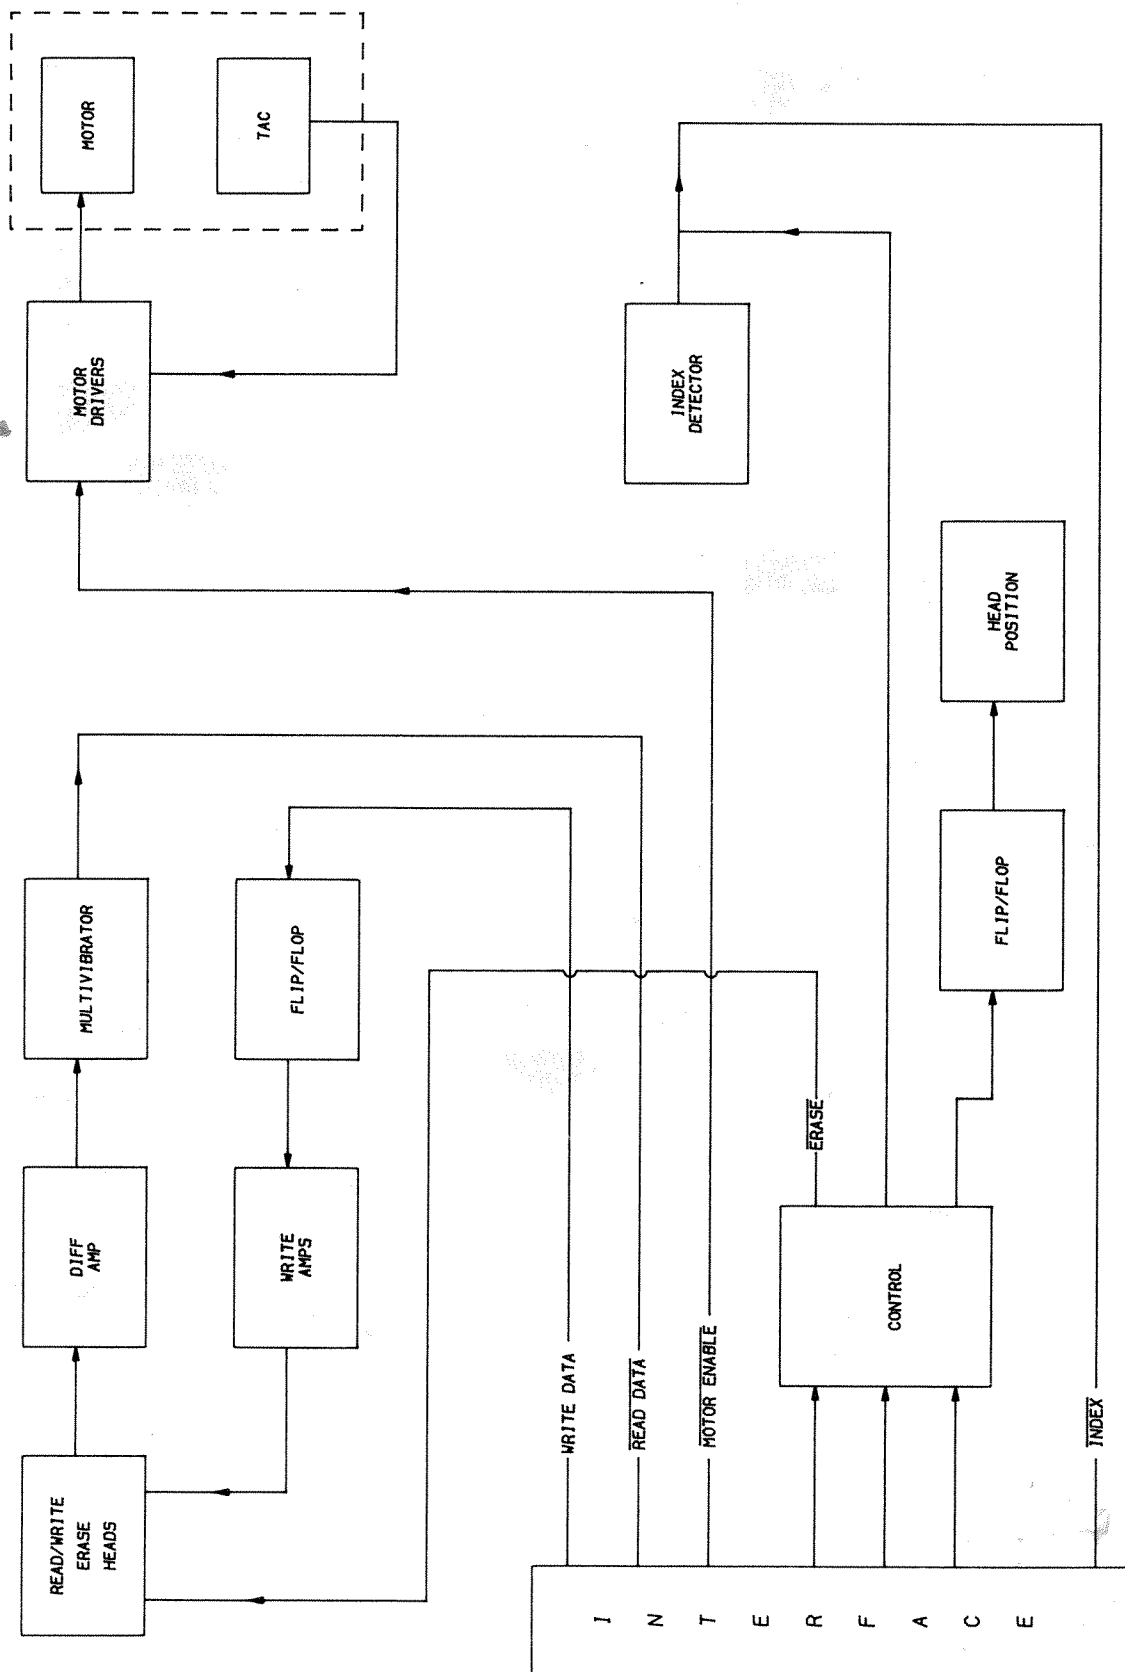 READ/WRITE
ERASE
HEADS
DIFF
AMP
MULTIVIBRATOR
MOTOR
DRIVERS
MOTOR
WRITE
AMPS
FLIP/FLOP
TAC
WRITE DATA
READ DATA
MOTOR ENABLE
ERASE
CONTROL
INDEX
DETECTOR
FLIP/FLOP
HEAD
POSITION
INDEX
INTERFACE